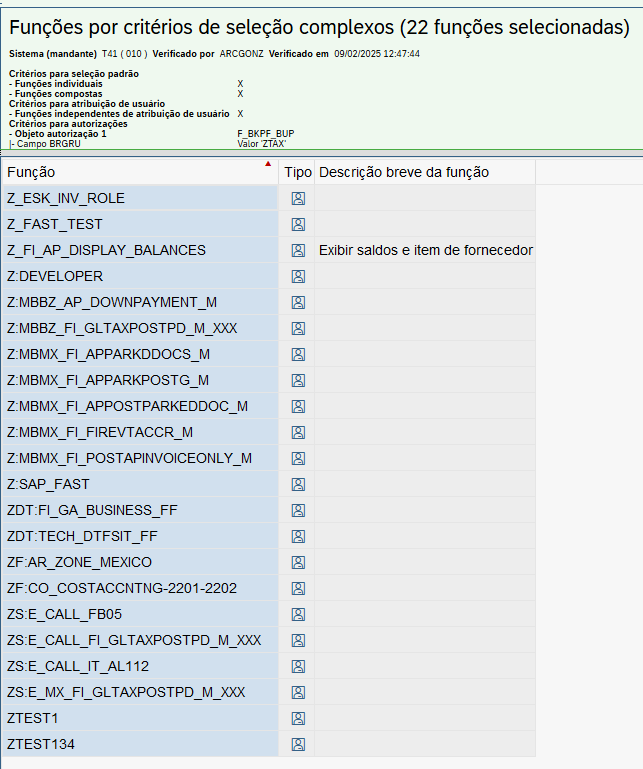 Funções por critérios de seleção complexos (22 funções selecionadas)
Sistema (mandante) T41 ( 010 ) Verificado por ARCGONZ Verificado em 09/02/2025 12:47:44
Critérios para seleção padrão
- Funções individuais X
- Funções compostas X
Critérios para atribuição de usuário
- Funções independentes de atribuição de usuário X
Critérios para autorizações
- Objeto autorização 1 F_BKPF_BUP
|- Campo BRGRU Valor 'ZTAX'
Função Tipo Descrição breve da função
Z_ESK_INV_ROLE
Z_FAST_TEST
Z_FI_AP_DISPLAY_BALANCES Exibir saldos e item de fornecedor
Z:DEVELOPER
Z:MBBZ_AP_DOWNPAYMENT_M
Z:MBBZ_FI_GLTAXPOSTPD_M_XXX
Z:MBMX_FI_APPARKDDOCS_M
Z:MBMX_FI_APPARKPOSTG_M
Z:MBMX_FI_APPOSTPARKEDDOC_M
Z:MBMX_FI_FIREVTACCR_M
Z:MBMX_FI_POSTAPINVOICEONLY_M
Z:SAP_FAST
ZDT:FI_GA_BUSINESS_FF
ZDT:TECH_DTFSIT_FF
ZF:AR_ZONE_MEXICO
ZF:CO_COSTACCNTNG-2201-2202
ZS:E_CALL_FB05
ZS:E_CALL_FI_GLTAXPOSTPD_M_XXX
ZS:E_CALL_IT_AL112
ZS:E_MX_FI_GLTAXPOSTPD_M_XXX
ZTEST1
ZTEST134